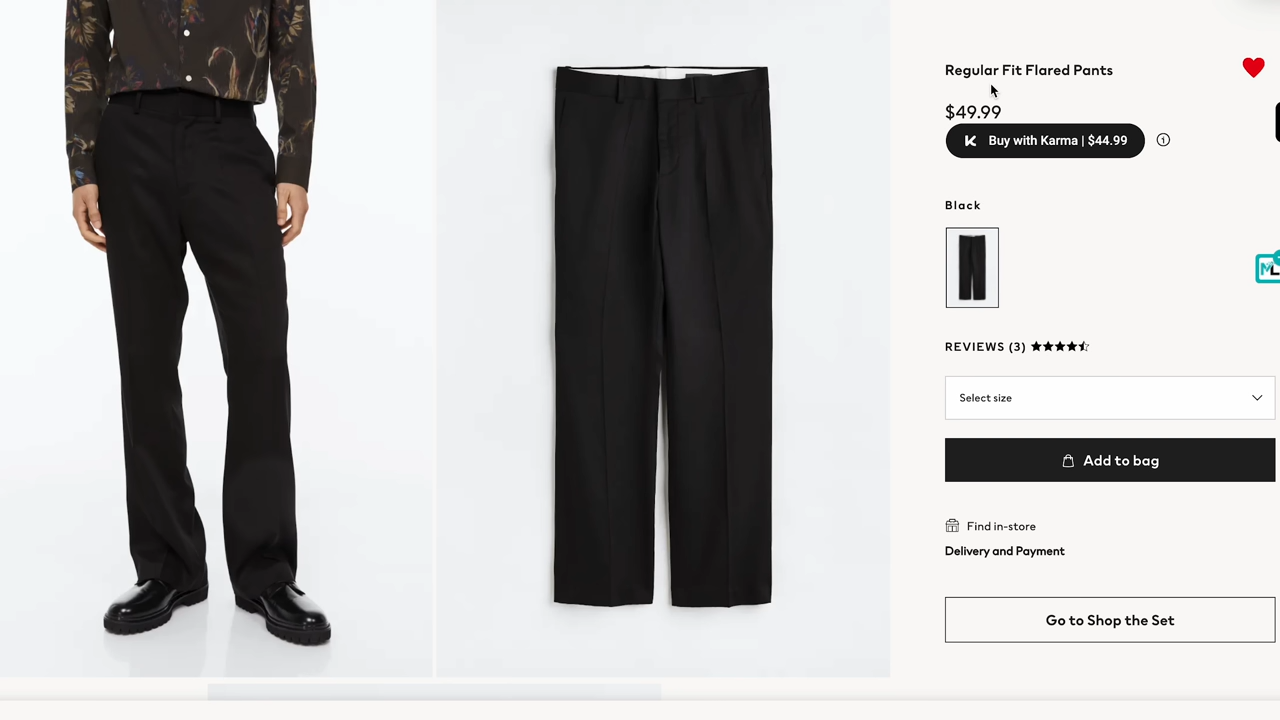 Regular Fit Flared Pants
$49.99
Buy with Karma | $44.99
Black
REVIEWS (3)
Select size
Add to bag
Find in-store
Delivery and Payment
Go to Shop the Set